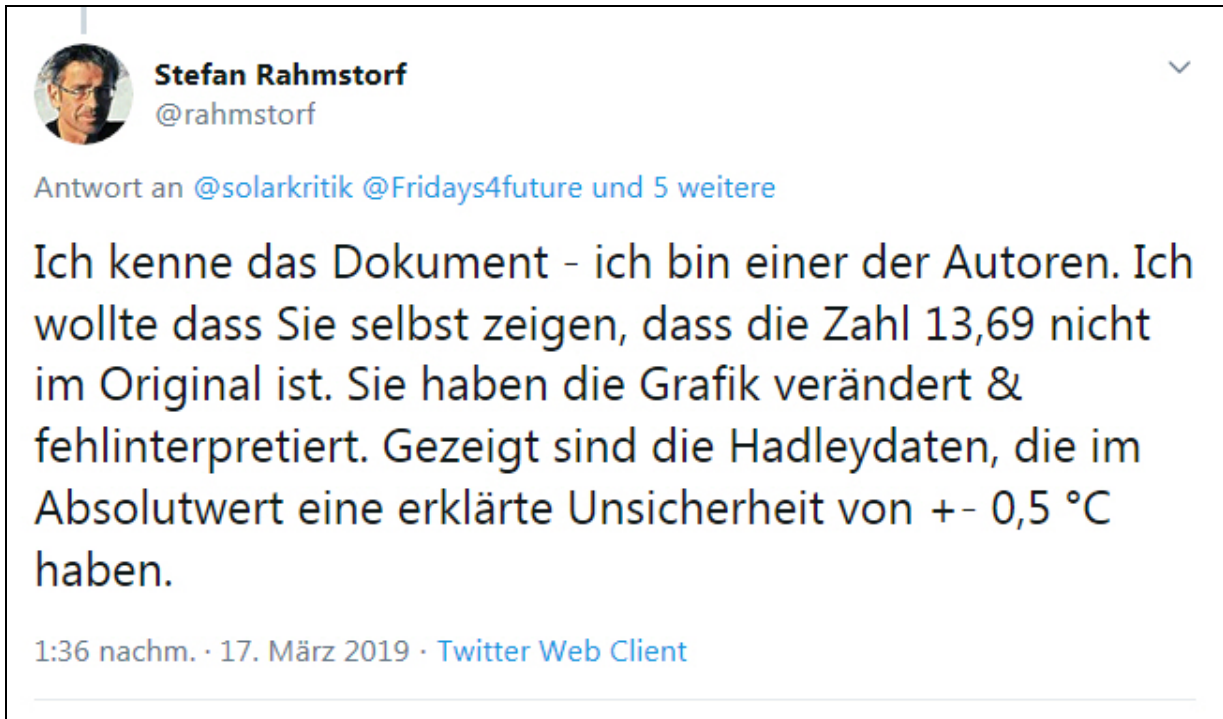 Stefan Rahmstorf
@rahmstorf
Antwort an @solarkritik @Fridays4future und 5 weitere
Ich kenne das Dokument - ich bin einer der Autoren. Ich
wollte dass Sie selbst zeigen, dass die Zahl 13,69 nicht
im Original ist. Sie haben die Grafik verändert &
fehlinterpretiert. Gezeigt sind die Hadleydaten, die im
Absolutwert eine erklärte Unsicherheit von +- 0,5 °C
haben.
1:36 nachm. · 17. März 2019 · Twitter Web Client